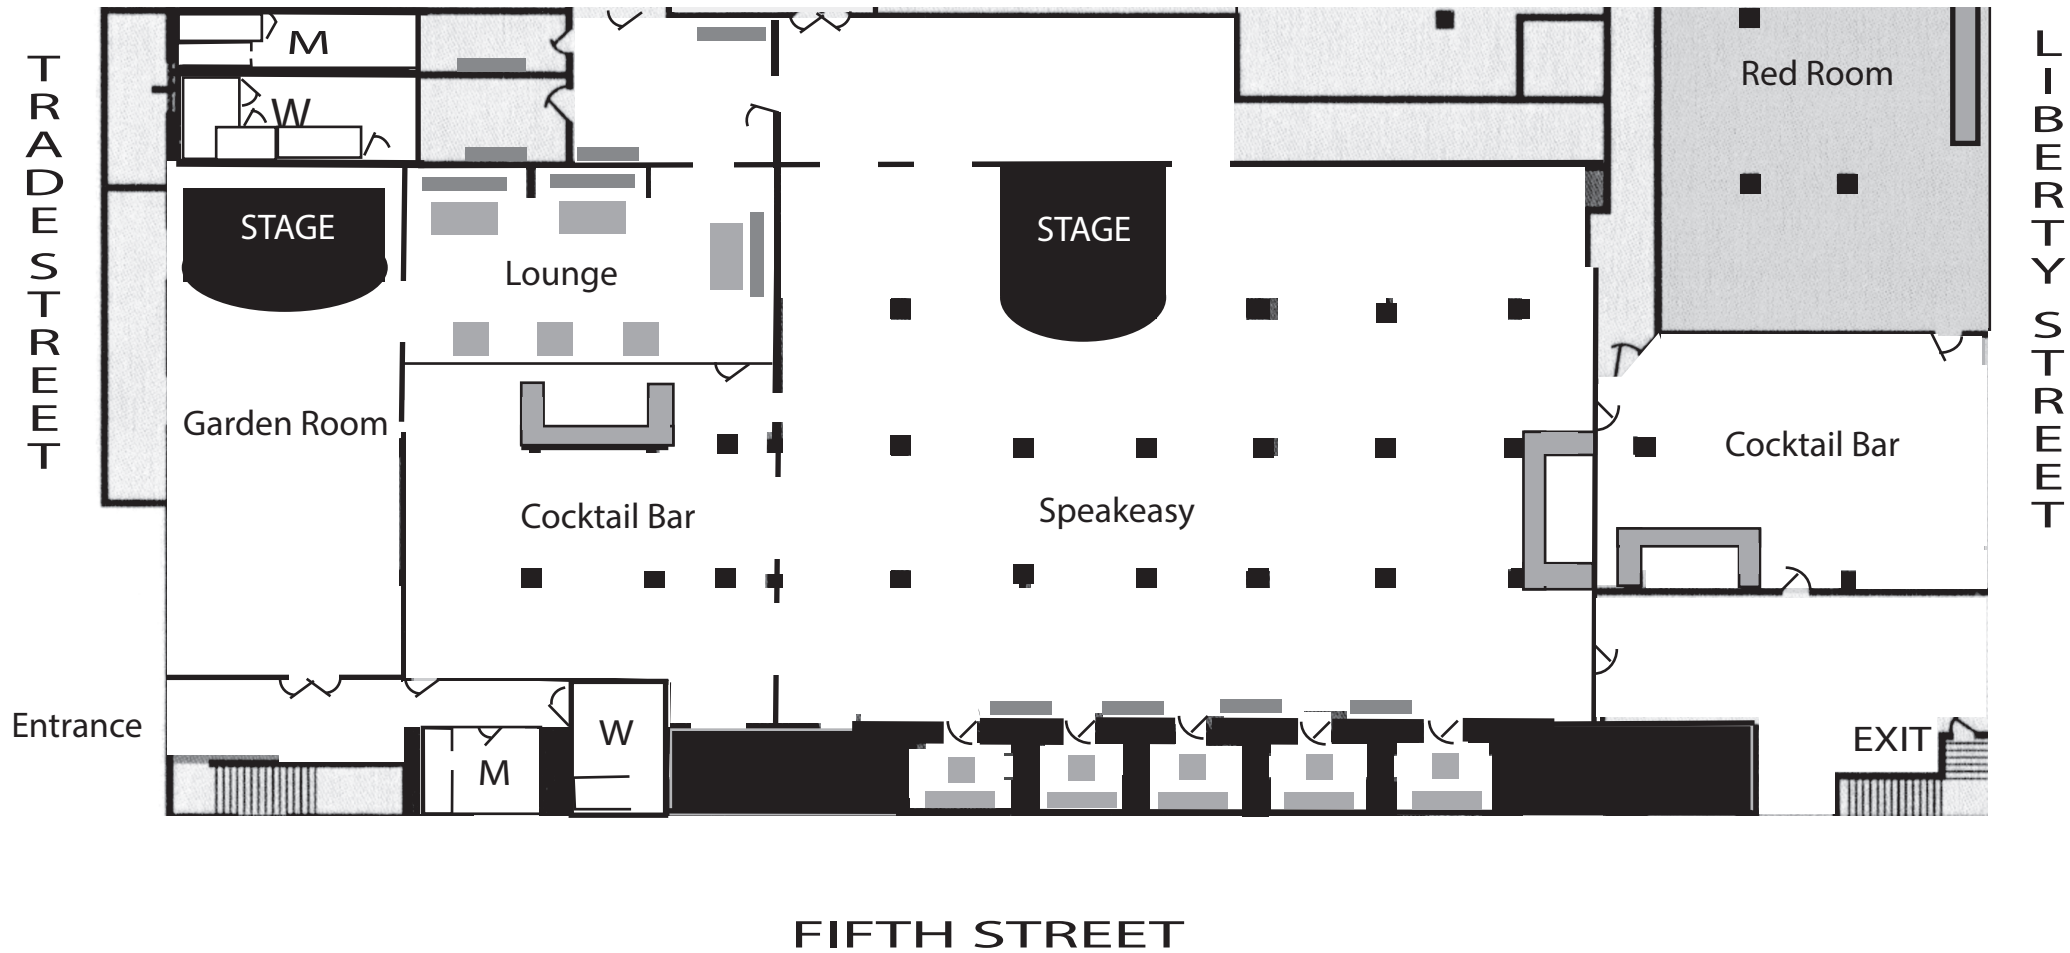 TRADE STREET
M
W
Red Room
LIBERTY STREET
STAGE
STAGE
Lounge
Garden Room
Cocktail Bar
Cocktail Bar
Speakeasy
Entrance
W
M
EXIT
FIFTH STREET